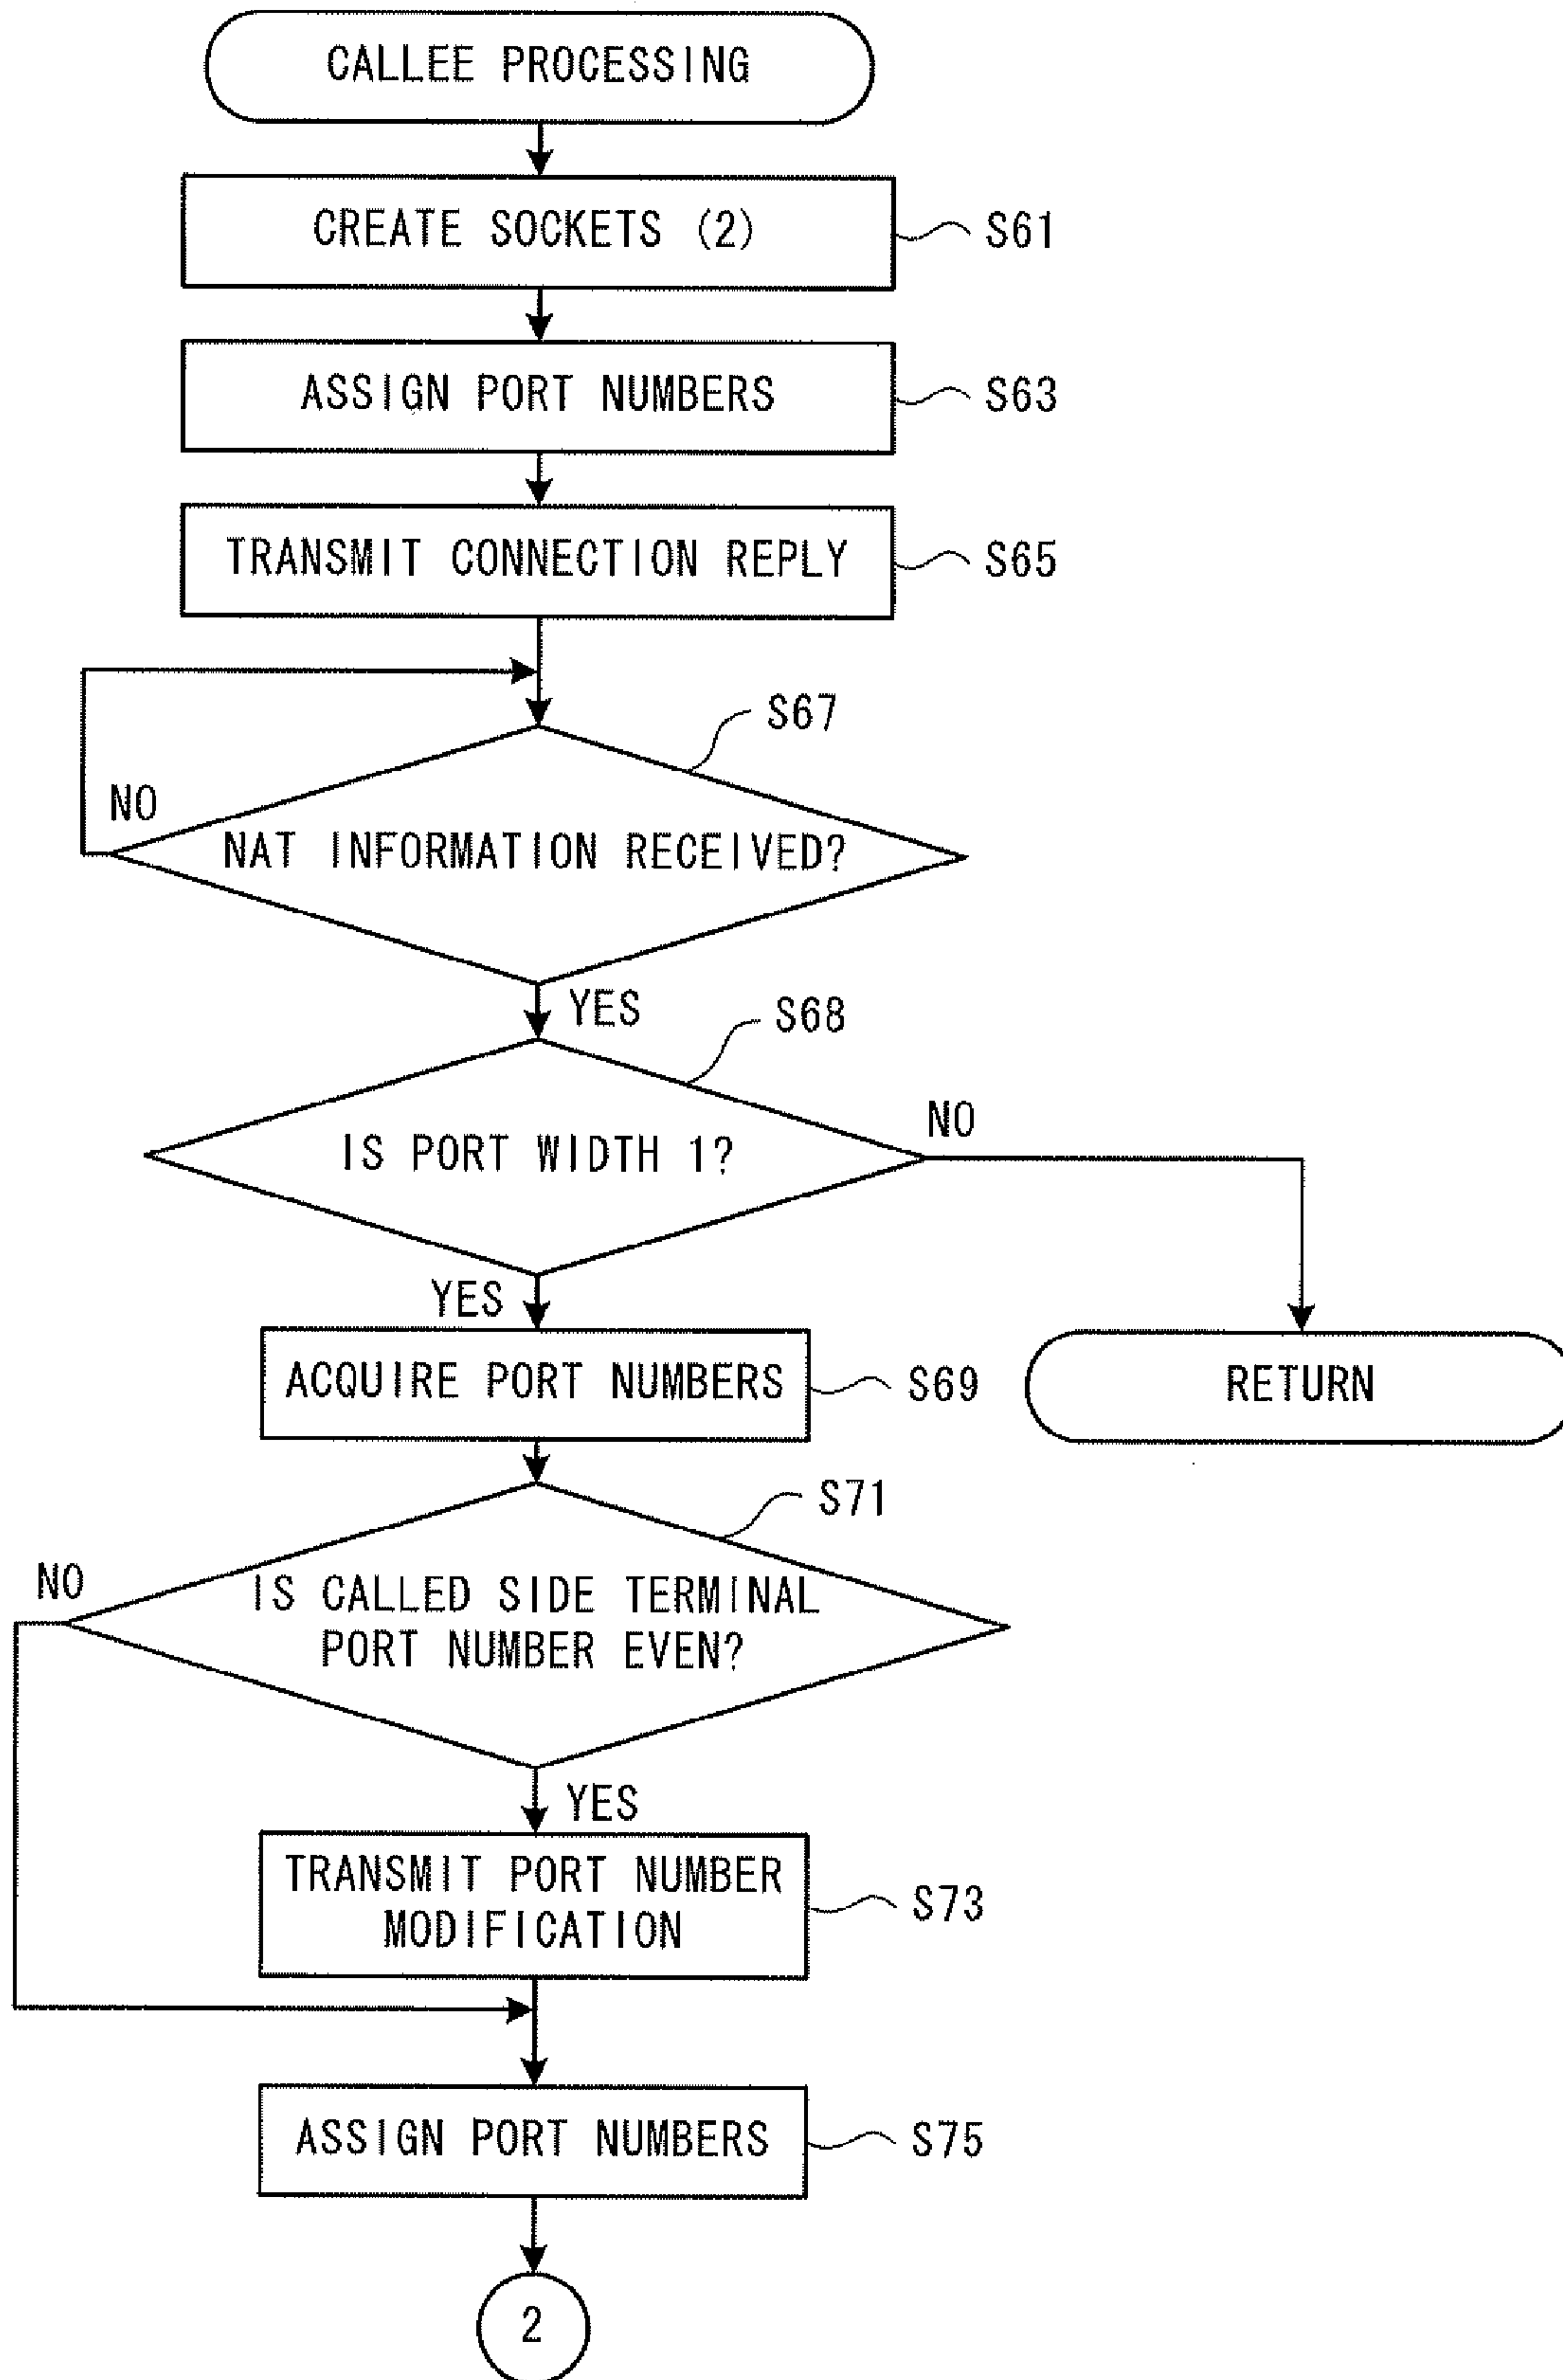 CALLEE PROCESSING
CREATE SOCKETS (2)
S61
ASSIGN PORT NUMBERS
S63
TRANSMIT CONNECTION REPLY
S65
S67
NO
NAT INFORMATION RECEIVED?
YES
S68
IS PORT WIDTH 1?
NO
YES
ACQUIRE PORT NUMBERS
S69
RETURN
S71
NO
IS CALLED SIDE TERMINAL
PORT NUMBER EVEN?
YES
TRANSMIT PORT NUMBER
MODIFICATION
S73
ASSIGN PORT NUMBERS
S75
2